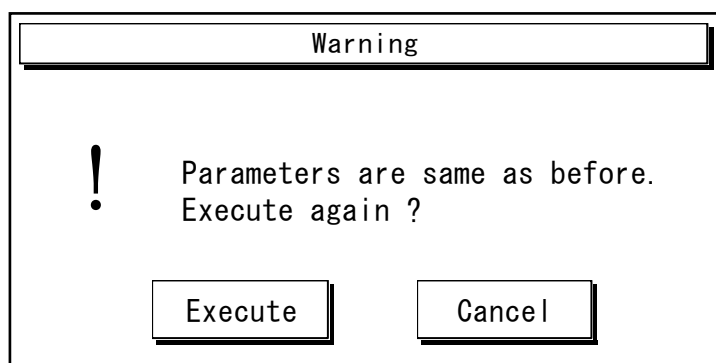 Warning
!
Parameters are same as before.
Execute again ?
Execute
Cancel